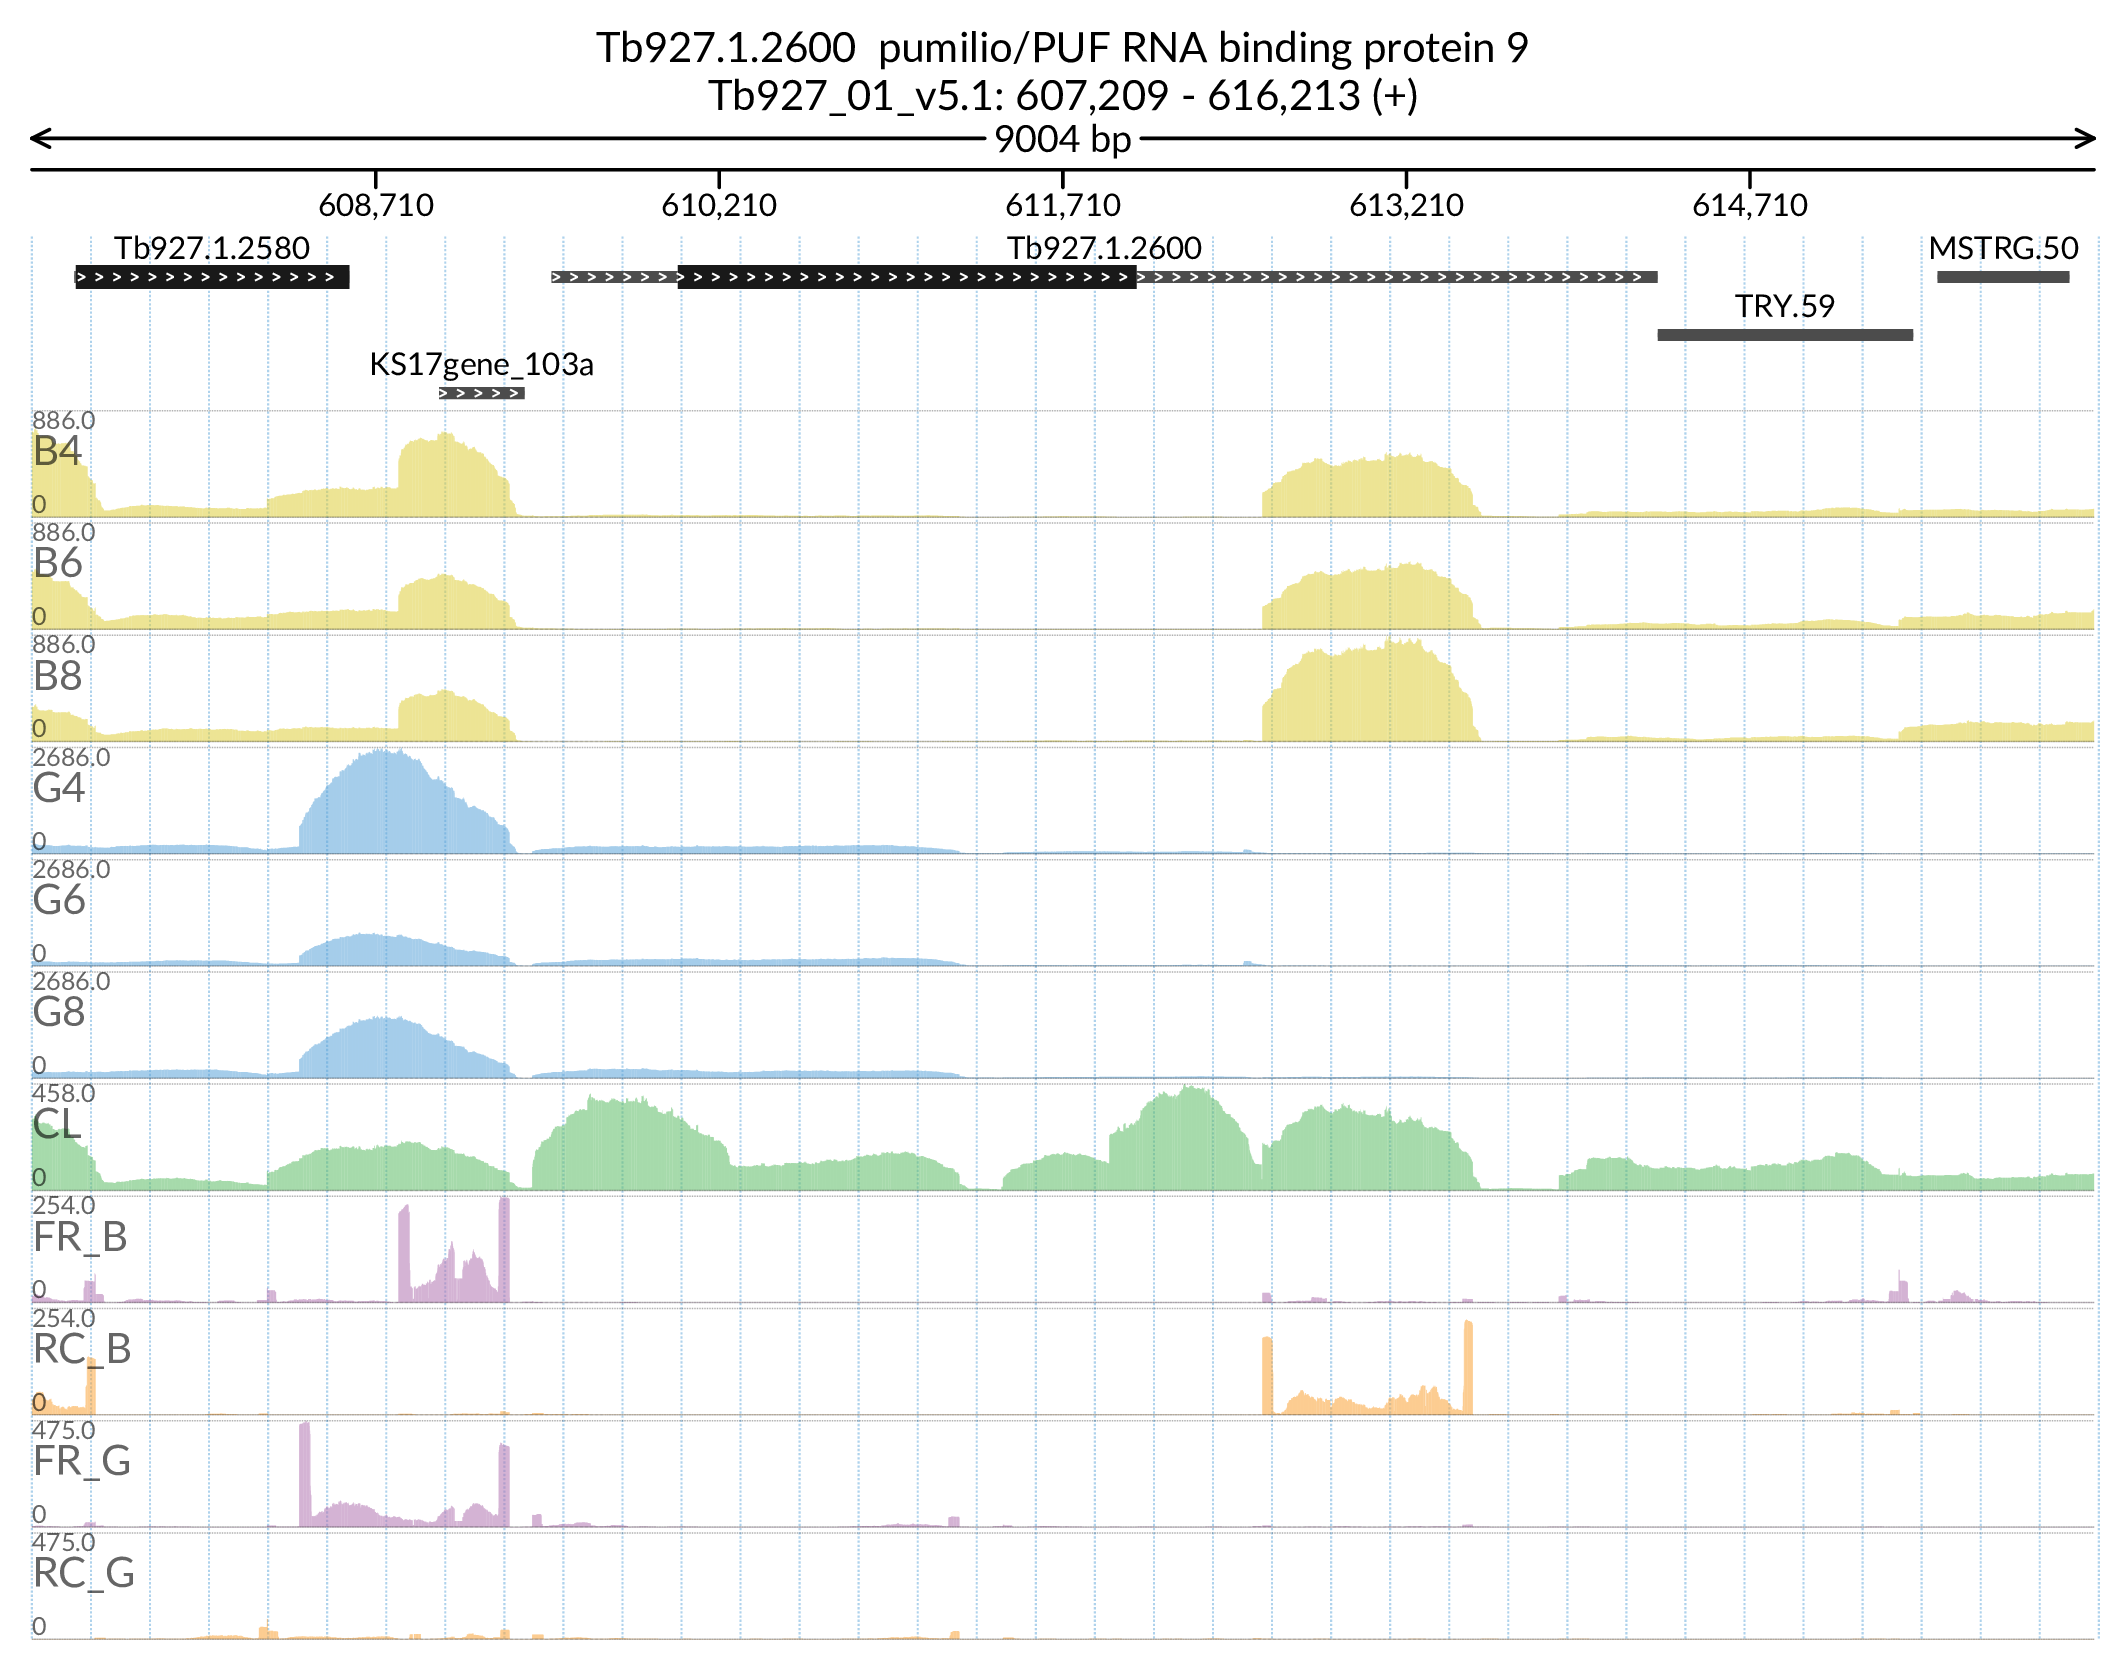 Tb927.1.2600  pumilio/PUF RNA binding protein 9
Tb927_01_v5.1: 607,209 - 616,213 (+)
9004 bp
608,710 610,210 611,710 613,210 614,710
Tb927.1.2580 Tb927.1.2600 MSTRG.50
TRY.59
KS17gene_103a
886.0
B4
0
886.0
B6
0
886.0
B8
0
2686.0
G4
0
2686.0
G6
0
2686.0
G8
0
458.0
CL
0
254.0
FR_B
0
254.0
RC_B
0
475.0
FR_G
0
475.0
RC_G
0